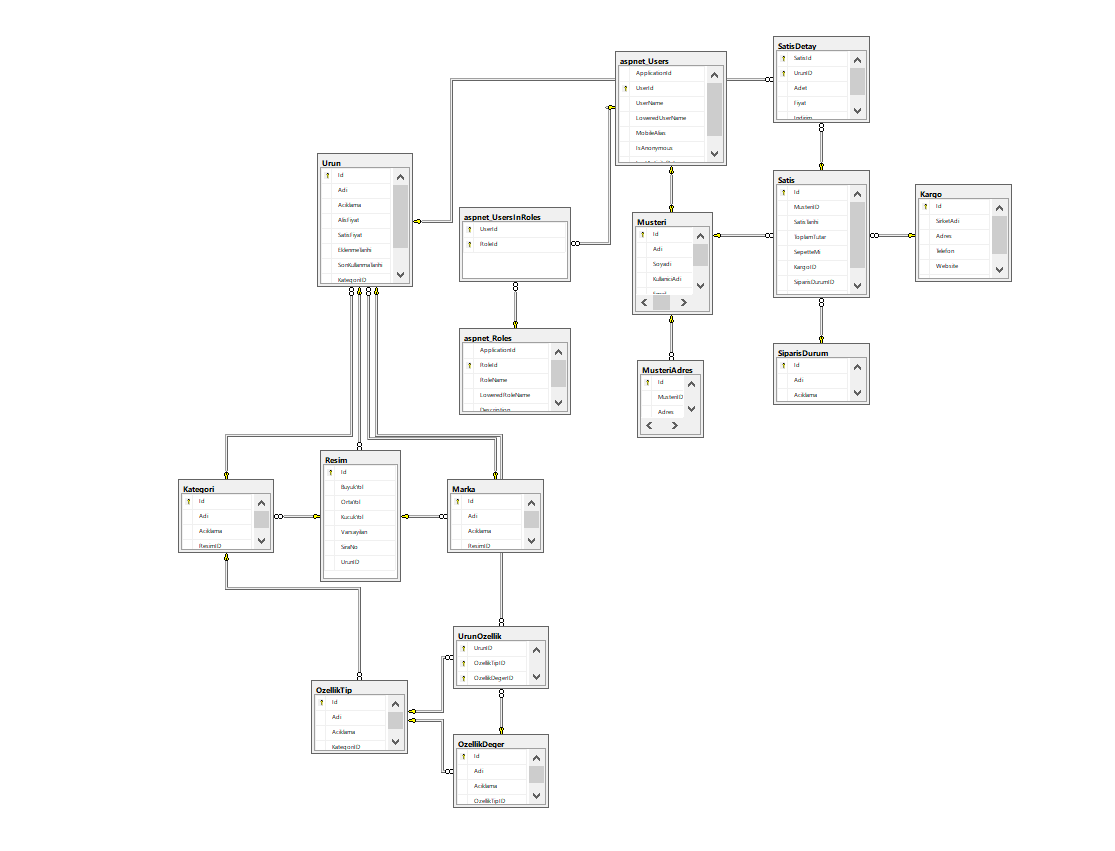 SatisDetay
SatisId
UrunID
Adet
Fiyat
Indirim
aspnet_Users
ApplicationId
UserId
UserName
LoweredUserName
MobileAlias
IsAnonymous
Urun
Id
Adi
Aciklama
AlisFiyat
SatisFiyat
EklenmeTarihi
SonKullanmaTarihi
KategoriID
aspnet_UsersInRoles
UserId
RoleId
Musteri
Id
Adi
Soyadi
KullaniciAdi
Satis
Id
MusteriID
SatisTarihi
ToplamTutar
SepetteMi
KargoID
SiparisDurumID
Kargo
Id
SirketAdi
Adres
Telefon
Website
aspnet_Roles
ApplicationId
RoleId
RoleName
LoweredRoleName
Description
MusteriAdres
Id
MusteriID
Adres
SiparisDurum
Id
Adi
Aciklama
Kategori
Id
Adi
Aciklama
ResimID
Resim
Id
BuyukYol
OrtaYol
KucukYol
Varsayilan
SiraNo
UrunID
Marka
Id
Adi
Aciklama
ResimID
UrunOzellik
UrunID
OzellikTipID
OzellikDegerID
OzellikTip
Id
Adi
Aciklama
KategoriID
OzellikDeger
Id
Adi
Aciklama
OzellikTipID